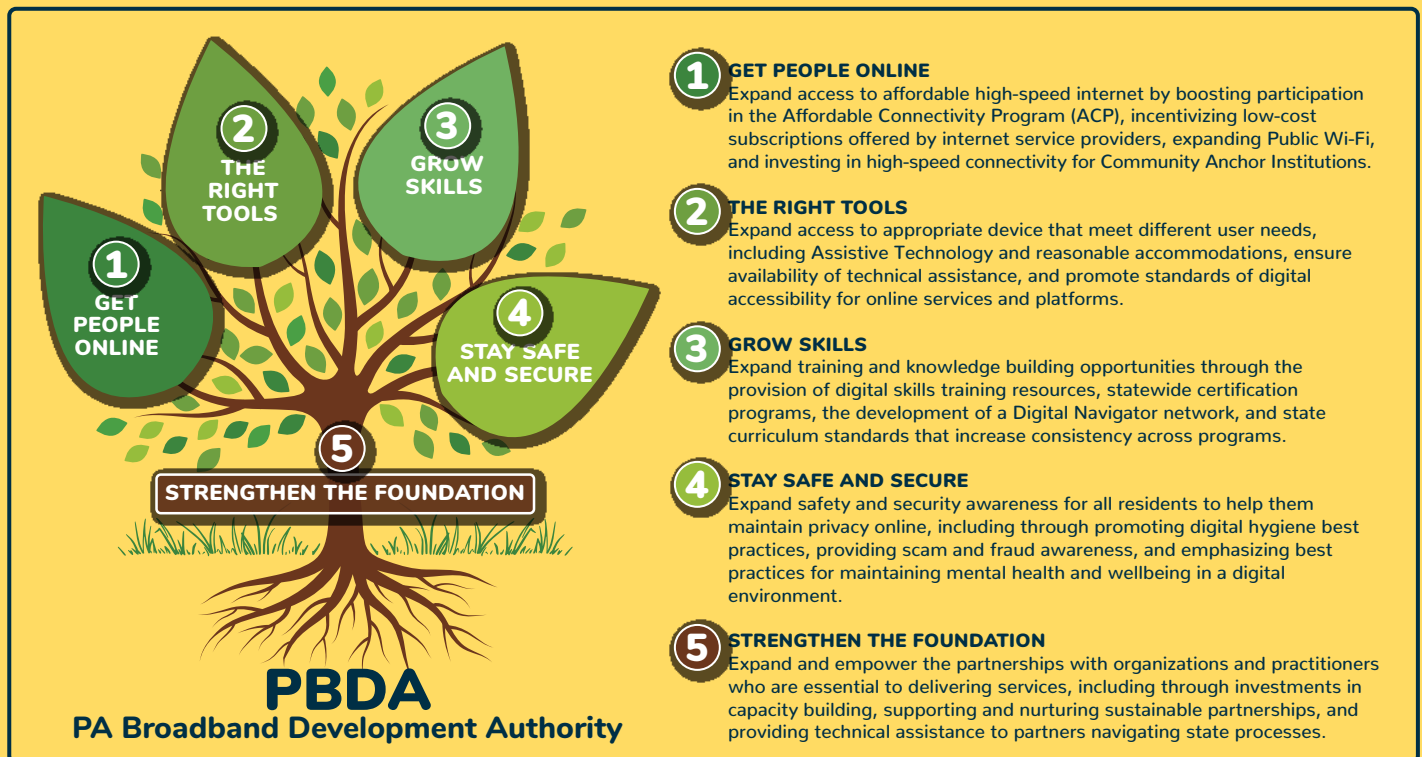 1
GET
PEOPLE
ONLINE
2
THE
RIGHT
TOOLS
3
GROW
SKILLS
4
STAY SAFE
AND SECURE
5
STRENGTHEN THE FOUNDATION
PBDA
PA Broadband Development Authority
1 GET PEOPLE ONLINE
Expand access to affordable high-speed internet by boosting participation
in the Affordable Connectivity Program (ACP), incentivizing low-cost
subscriptions offered by internet service providers, expanding Public Wi-Fi,
and investing in high-speed connectivity for Community Anchor Institutions.
2 THE RIGHT TOOLS
Expand access to appropriate device that meet different user needs,
including Assistive Technology and reasonable accommodations, ensure
availability of technical assistance, and promote standards of digital
accessibility for online services and platforms.
3 GROW SKILLS
Expand training and knowledge building opportunities through the
provision of digital skills training resources, statewide certification
programs, the development of a Digital Navigator network, and state
curriculum standards that increase consistency across programs.
4 STAY SAFE AND SECURE
Expand safety and security awareness for all residents to help them
maintain privacy online, including through promoting digital hygiene best
practices, providing scam and fraud awareness, and emphasizing best
practices for maintaining mental health and wellbeing in a digital
environment.
5 STRENGTHEN THE FOUNDATION
Expand and empower the partnerships with organizations and practitioners
who are essential to delivering services, including through investments in
capacity building, supporting and nurturing sustainable partnerships, and
providing technical assistance to partners navigating state processes.